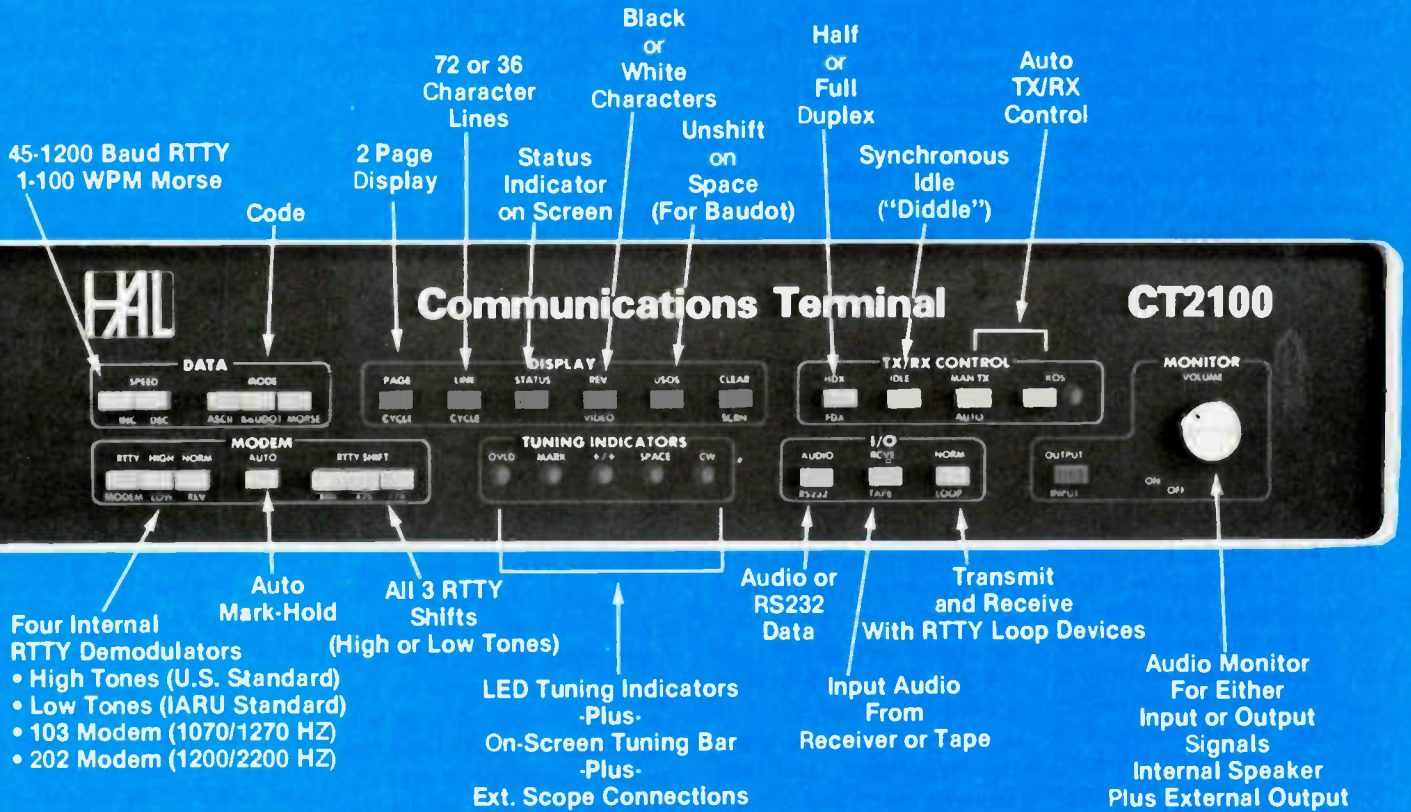 Black
or
White
Characters
Half
or
Full
Duplex
Auto
TX/RX
Control
72 or 36
Character
Lines
Unshift
on
Space
(For Baudot)
45-1200 Baud RTTY
1-100 WPM Morse
2 Page
Display
Status
Indicator
on Screen
Synchronous
Idle
("Diddle")
Code
HAL
Communications Terminal
CT2100
DATA
SPEED
MODE
INC. DEC
ASCII BAUDOT MORSE
DISPLAY
PAGE
LINE
STATUS
REV
USOS
CLEAR
CYCLE
CYCLE
VIDEO
SCRN
TX/RX CONTROL
HDX
IDLE
MAN TX
KOS
FDX
AUTO
MONITOR
VOLUME
OUTPUT
INPUT
ON
OFF
MODEM
RTTY HIGH NORM
AUTO
RTTY SHIFT
MODEM LOW REV
TUNING INDICATORS
OVLD
MARK
+/+
SPACE
CW
I/O
AUDIO
RCVE
NORM
RS232
TAPE
LOOP
Four Internal
RTTY Demodulators
• High Tones (U.S. Standard)
• Low Tones (IARU Standard)
• 103 Modem (1070/1270 HZ)
• 202 Modem (1200/2200 HZ)
Auto
Mark-Hold
All 3 RTTY
Shifts
(High or Low Tones)
LED Tuning Indicators
-Plus-
On-Screen Tuning Bar
-Plus-
Ext. Scope Connections
Audio or
RS232
Data
Input Audio
From
Receiver or Tape
Transmit
and Receive
With RTTY Loop Devices
Audio Monitor
For Either
Input or Output
Signals
Internal Speaker
Plus External Output